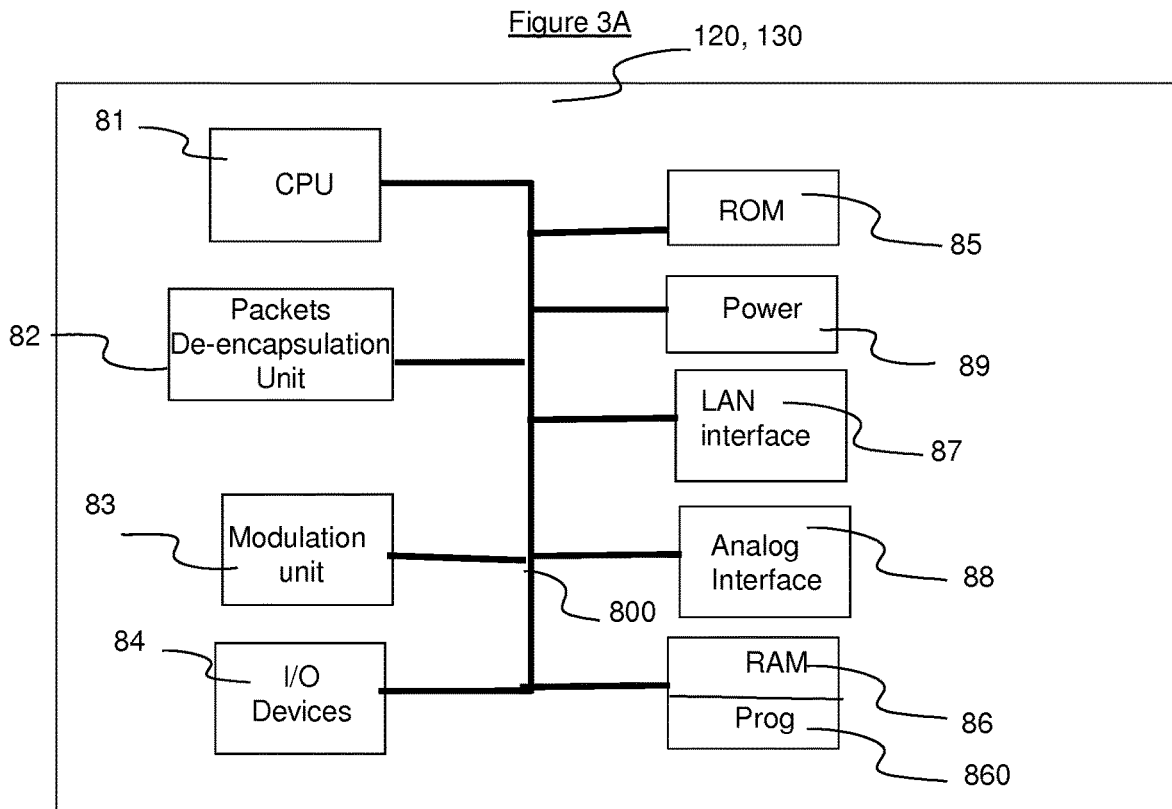 Figure 3A
120, 130
81
CPU
ROM
85
82
Packets
De-encapsulation
Unit
Power
89
LAN
interface
87
83
Modulation
unit
Analog
Interface
88
800
84
I/O
Devices
RAM
86
Prog
860